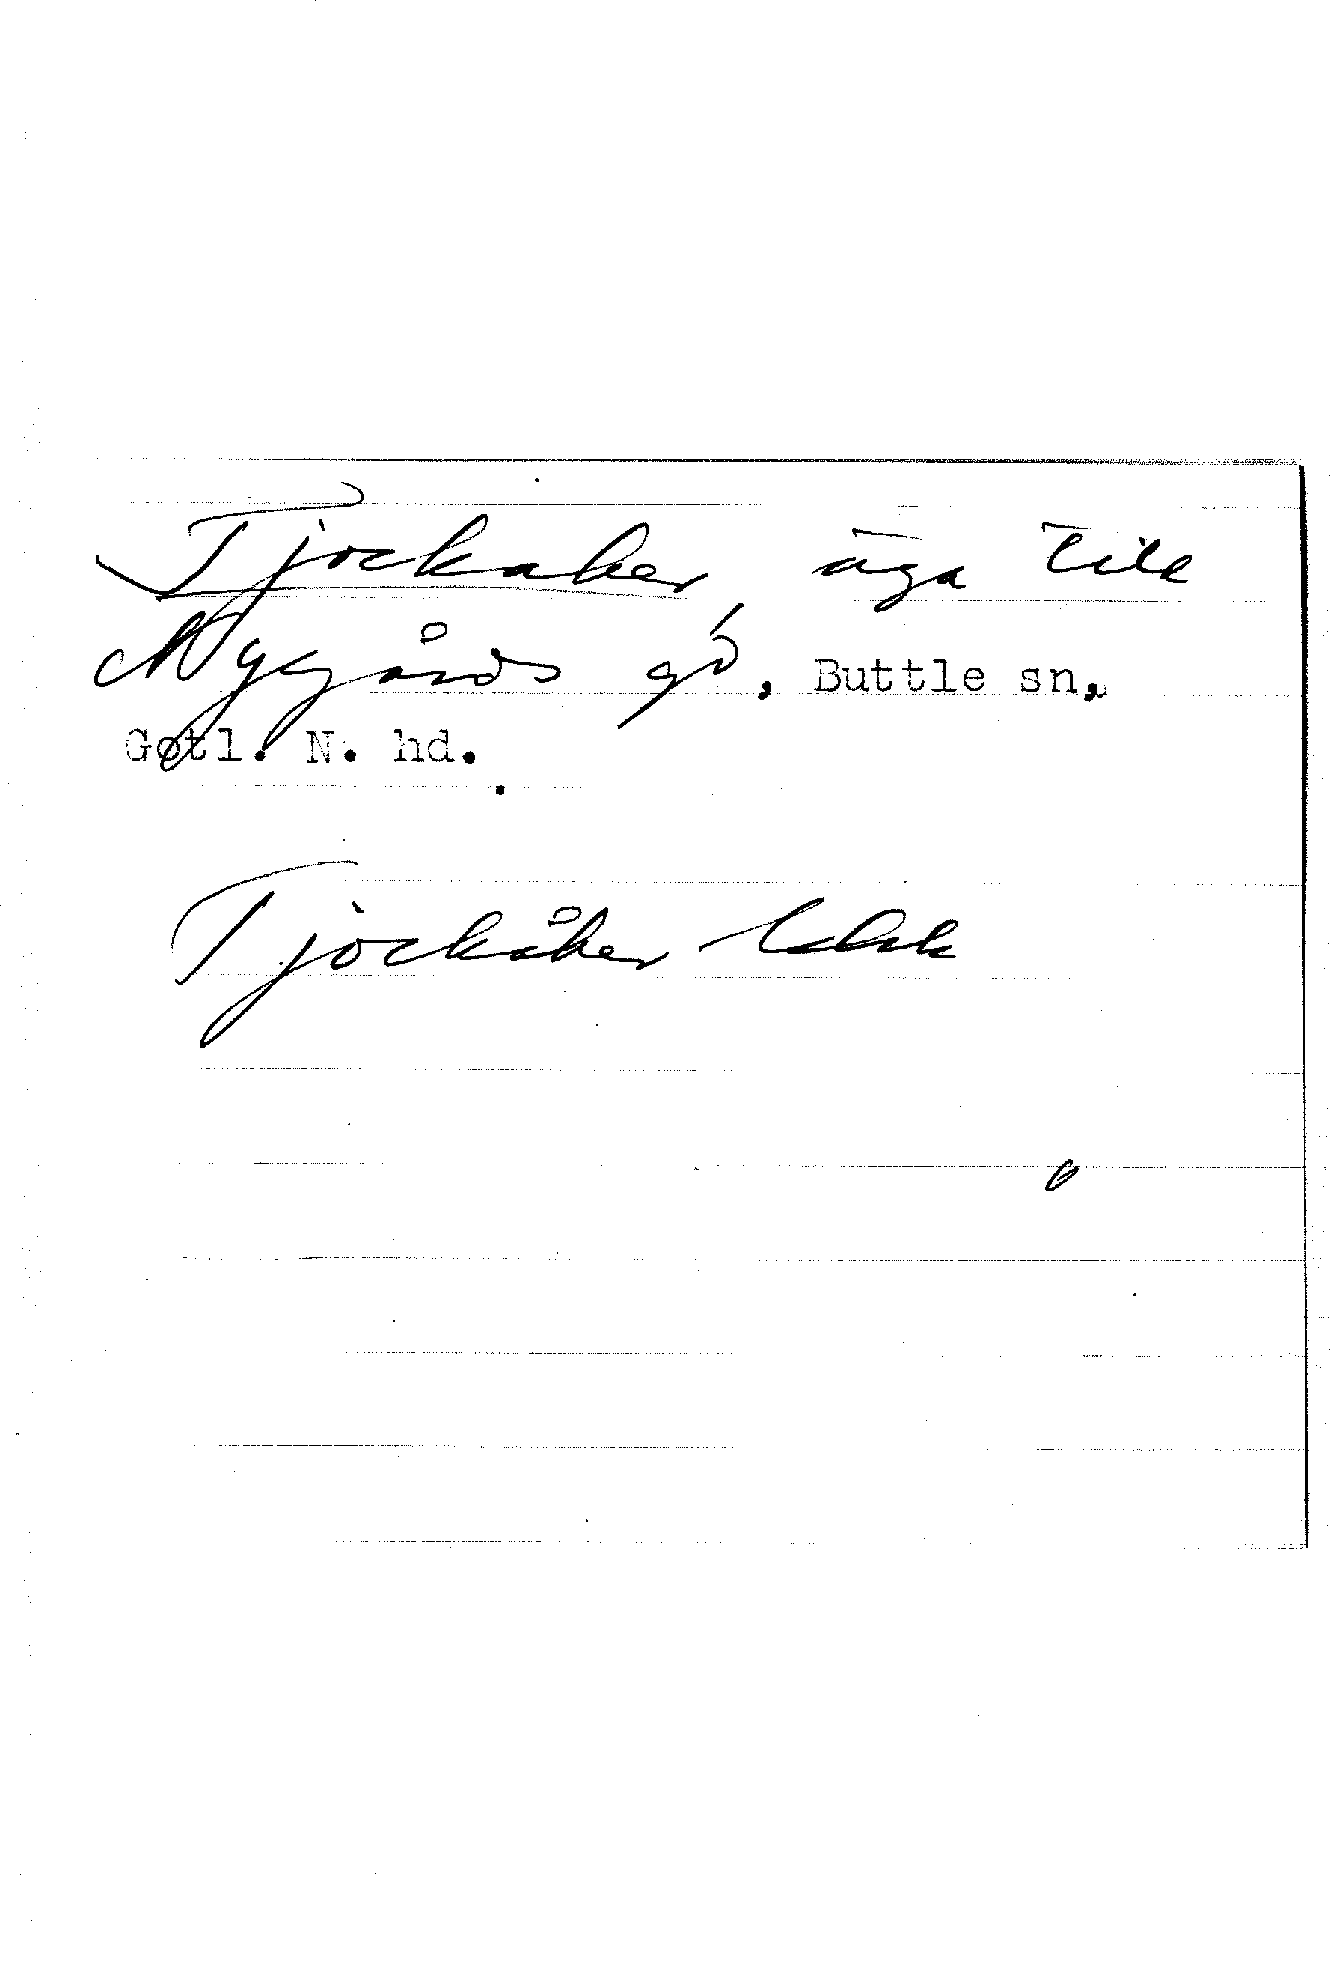 Tjockaker äga till
Nygårds gd, Buttle sn,
Gotl. N. hd.
Tjockåker